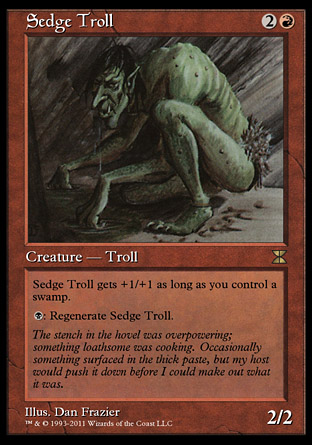 Sedge Troll 2
Creature — Troll
Sedge Troll gets +1/+1 as long as you control a
swamp.
: Regenerate Sedge Troll.
The stench in the hovel was overpowering;
something loathsome was cooking. Occasionally
something surfaced in the thick paste, but my host
would push it down before I could make out what
it was.
Illus. Dan Frazier
™ & © 1993-2011 Wizards of the Coast LLC
2/2